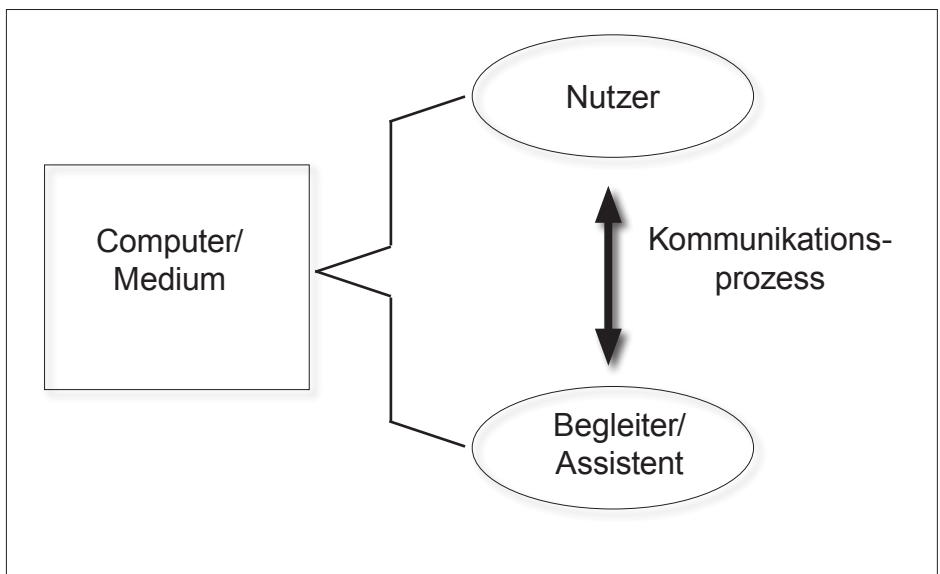 Nutzer
Computer/
Medium
Kommunikations-
prozess
Begleiter/
Assistent